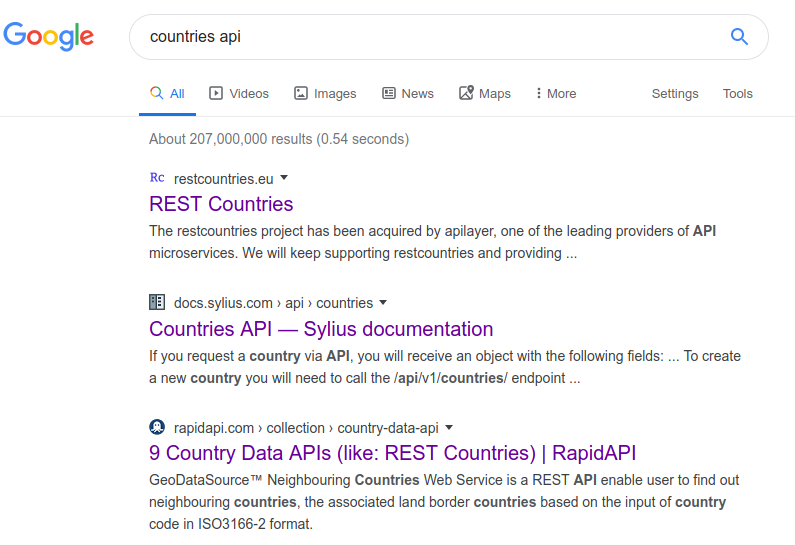 Google
countries api
All Videos Images News Maps More Settings Tools
About 207,000,000 results (0.54 seconds)
Rc restcountries.eu
REST Countries
The restcountries project has been acquired by apilayer, one of the leading providers of API
microservices. We will keep supporting restcountries and providing ...
docs.sylius.com › api › countries
Countries API — Sylius documentation
If you request a country via API, you will receive an object with the following fields: ... To create
a new country you will need to call the /api/v1/countries/ endpoint ...
rapidapi.com › collection › country-data-api
9 Country Data APIs (like: REST Countries) | RapidAPI
GeoDataSource™ Neighbouring Countries Web Service is a REST API enable user to find out
neighbouring countries, the associated land border countries based on the input of country
code in ISO3166-2 format.